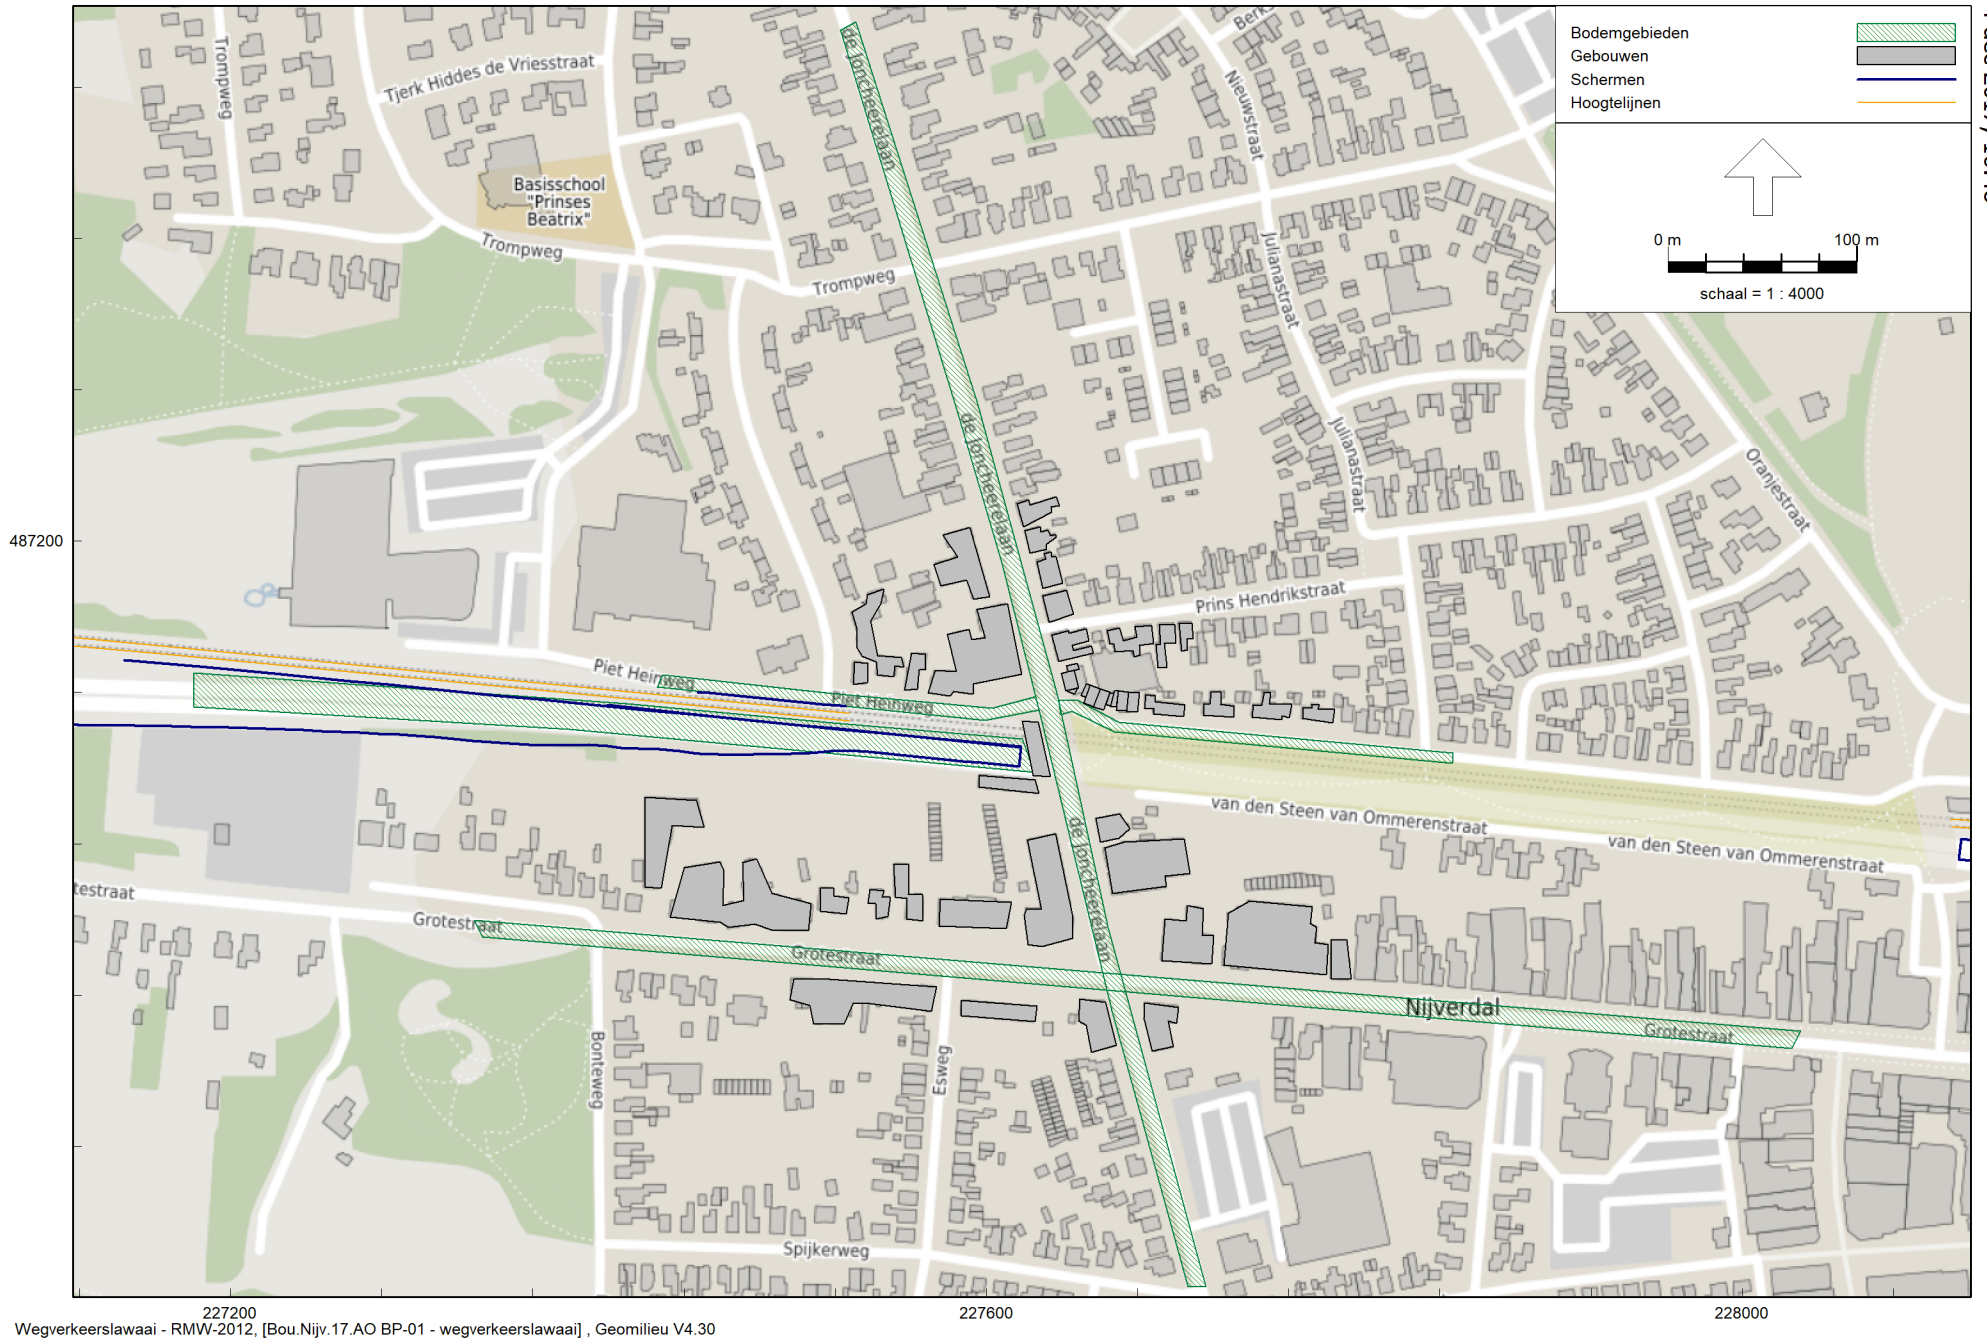 Bodemgebieden
Gebouwen
Schermen
Hoogtelijnen
0 m
100 m
schaal = 1 : 4000
Trompweg
Tjerk Hiddes de Vriesstraat
de Joncheerelaan
Nieuwstraat
Basisschool
"Prinses
Beatrix"
Trompweg
Trompweg
Julianastraat
de Joncheerelaan
Julianastraat
Oranjestraat
487200
Prins Hendrikstraat
Piet Heinweg
Piet Heinweg
van den Steen van Ommerenstraat
van den Steen van Ommerenstraat
de Joncheerelaan
testraat
Grotestraat
Grotestraat
Nijverdal
Grotestraat
Bonteweg
Esweg
Spijkerweg
227200
227600
228000
Wegverkeerslawaai - RMW-2012, [Bou.Nijv.17.AO BP-01 - wegverkeerslawaai] , Geomilieu V4.30